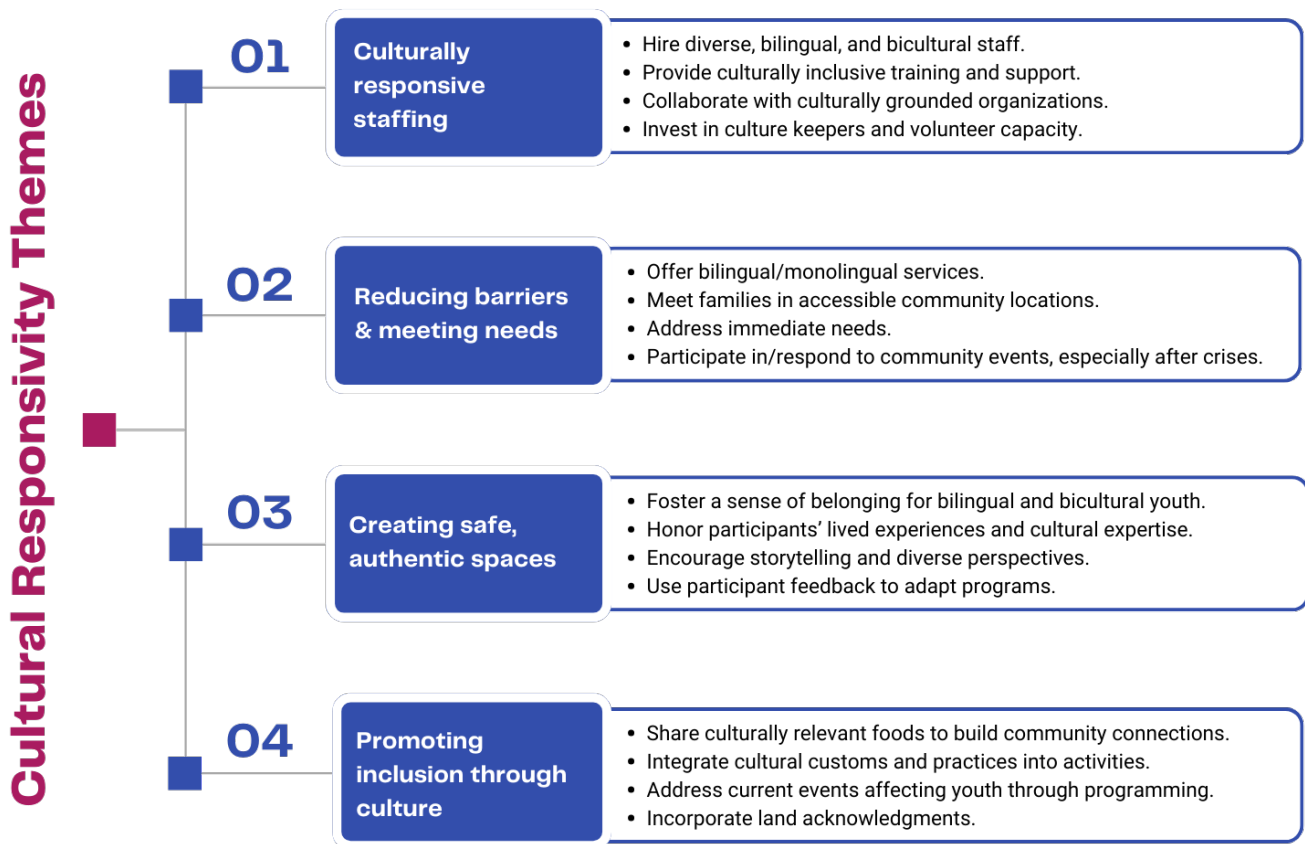 Cultural Responsivity Themes
01
Culturally
responsive
staffing
• Hire diverse, bilingual, and bicultural staff.
• Provide culturally inclusive training and support.
• Collaborate with culturally grounded organizations.
• Invest in culture keepers and volunteer capacity.
02
Reducing barriers
& meeting needs
• Offer bilingual/monolingual services.
• Meet families in accessible community locations.
• Address immediate needs.
• Participate in/respond to community events, especially after crises.
03
Creating safe,
authentic spaces
• Foster a sense of belonging for bilingual and bicultural youth.
• Honor participants’ lived experiences and cultural expertise.
• Encourage storytelling and diverse perspectives.
• Use participant feedback to adapt programs.
04
Promoting
inclusion through
culture
• Share culturally relevant foods to build community connections.
• Integrate cultural customs and practices into activities.
• Address current events affecting youth through programming.
• Incorporate land acknowledgments.